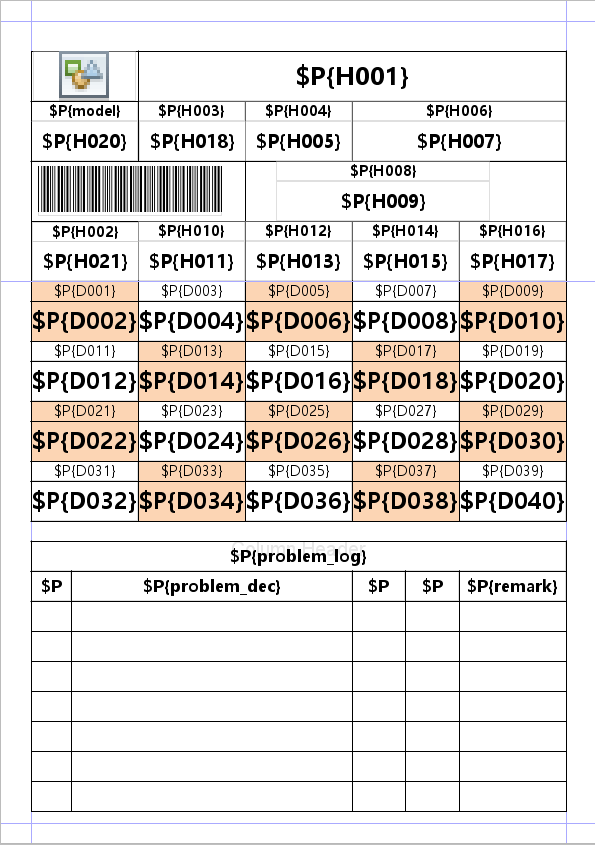 $P{H001}
$P{model} $P{H003} $P{H004} $P{H006}
$P{H020} $P{H018} $P{H005} $P{H007}
$P{H008}
$P{H009}
$P{H002} $P{H010} $P{H012} $P{H014} $P{H016}
$P{H021} $P{H011} $P{H013} $P{H015} $P{H017}
$P{D001} $P{D003} $P{D005} $P{D007} $P{D009}
$P{D002} $P{D004} $P{D006} $P{D008} $P{D010}
$P{D011} $P{D013} $P{D015} $P{D017} $P{D019}
$P{D012} $P{D014} $P{D016} $P{D018} $P{D020}
$P{D021} $P{D023} $P{D025} $P{D027} $P{D029}
$P{D022} $P{D024} $P{D026} $P{D028} $P{D030}
$P{D031} $P{D033} $P{D035} $P{D037} $P{D039}
$P{D032} $P{D034} $P{D036} $P{D038} $P{D040}
Column Header
$P{problem_log}
$P $P{problem_dec} $P $P $P{remark}